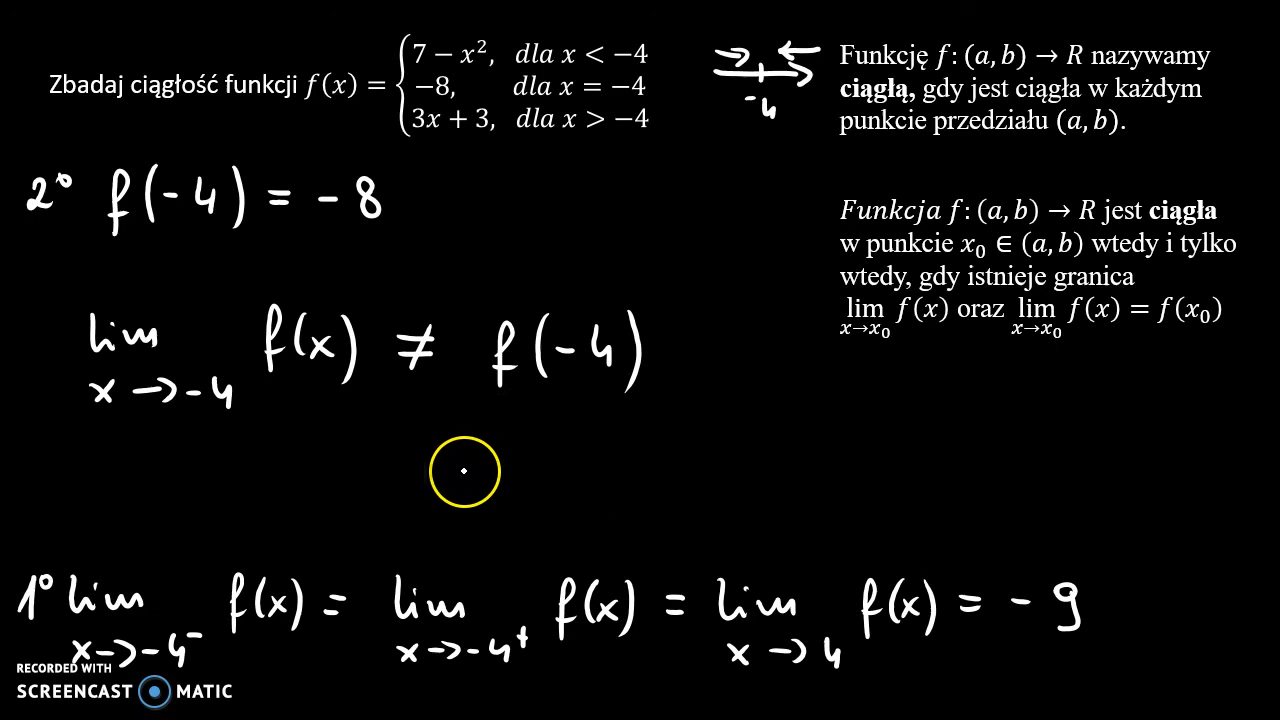 Zbadaj ciągłość funkcji f(x) = { 7 − x², dla x < −4
−8, dla x = −4
3x + 3, dla x > −4
-4
Funkcję f: (a, b) → R nazywamy
ciągłą, gdy jest ciągła w każdym
punkcie przedziału (a, b).
2° f(-4) = -8
Funkcja f: (a, b) → R jest ciągła
w punkcie x₀ ∈ (a, b) wtedy i tylko
wtedy, gdy istnieje granica
lim f(x) oraz lim f(x) = f(x₀)
x→x₀ x→x₀
lim f(x) ≠ f(-4)
x → -4
1° lim f(x) = lim f(x) = lim f(x) = -9
x → -4⁻ x → -4⁺ x → 4
RECORDED WITH
SCREENCAST MATIC